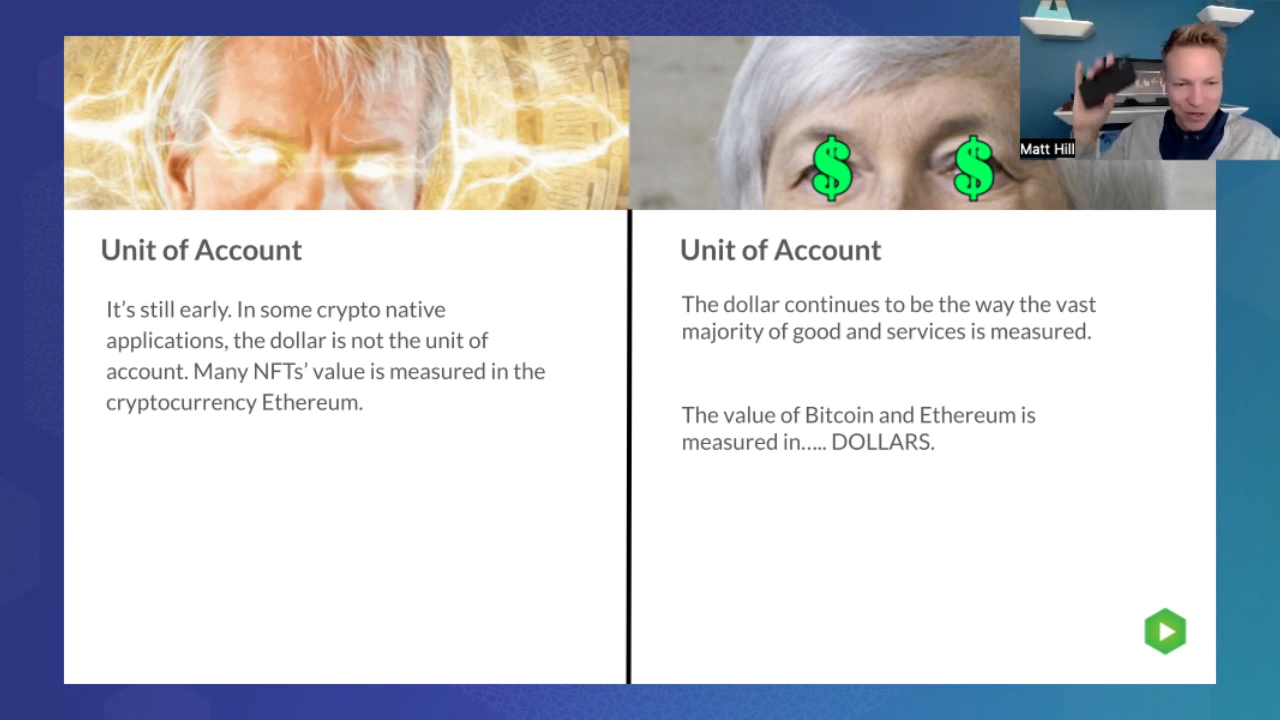 Matt Hill
Unit of Account
It's still early. In some crypto native
applications, the dollar is not the unit of
account. Many NFTs' value is measured in the
cryptocurrency Ethereum.
Unit of Account
The dollar continues to be the way the vast
majority of good and services is measured.
The value of Bitcoin and Ethereum is
measured in..... DOLLARS.